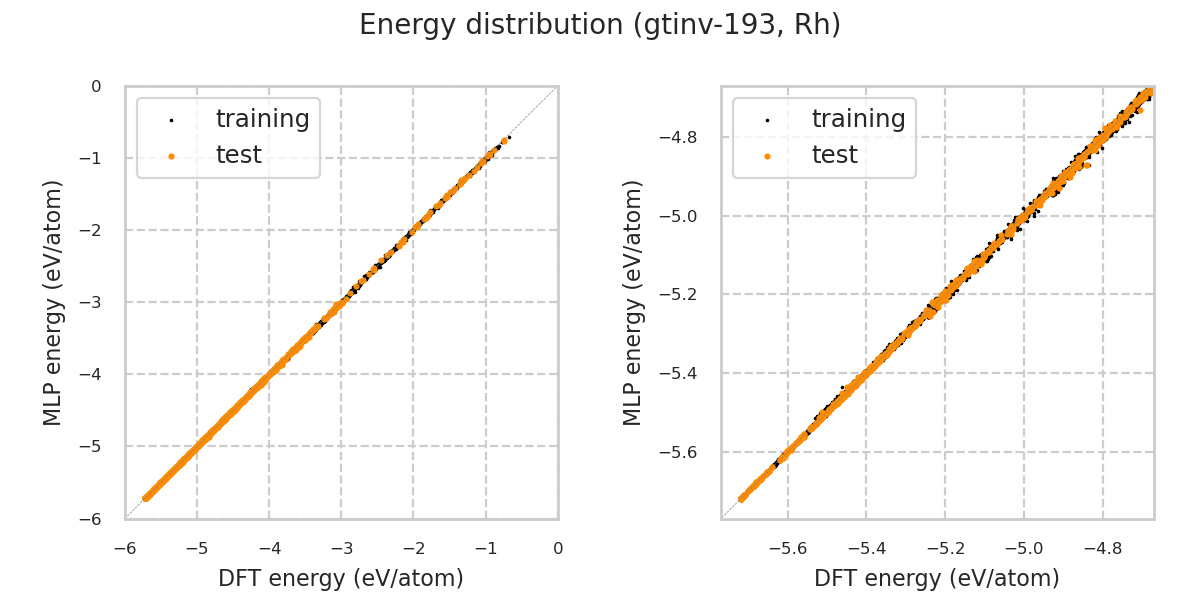 Energy distribution (gtinv-193, Rh)
training
test
0
−1
−2
−3
−4
−5
−6
MLP energy (eV/atom)
−6 −5 −4 −3 −2 −1 0
DFT energy (eV/atom)
training
test
−4.8
−5.0
−5.2
−5.4
−5.6
MLP energy (eV/atom)
−5.6 −5.4 −5.2 −5.0 −4.8
DFT energy (eV/atom)